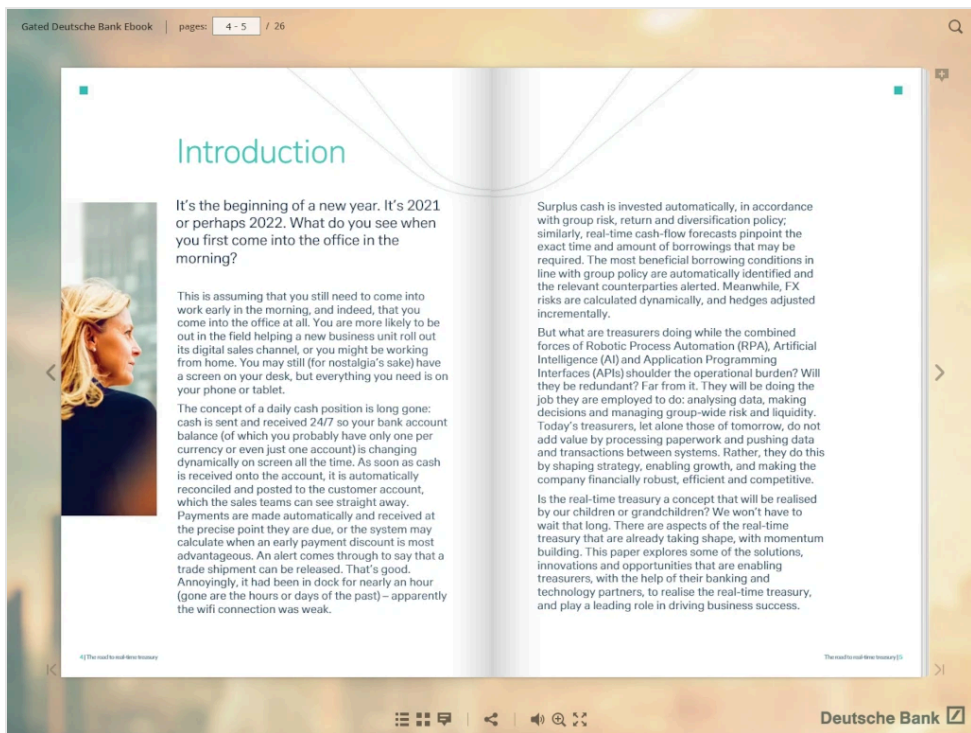 Gated Deutsche Bank Ebook
pages: 4 - 5 / 26
Introduction
It's the beginning of a new year. It's 2021
or perhaps 2022. What do you see when
you first come into the office in the
morning?
This is assuming that you still need to come into
work early in the morning, and indeed, that you
come into the office at all. You are more likely to be
out in the field helping a new business unit roll out
its digital sales channel, or you might be working
from home. You may still (for nostalgia's sake) have
a screen on your desk, but everything you need is on
your phone or tablet.
The concept of a daily cash position is long gone:
cash is sent and received 24/7 so your bank account
balance (of which you probably have only one per
currency or even just one account) is changing
dynamically on screen all the time. As soon as cash
is received onto the account, it is automatically
reconciled and posted to the customer account,
which the sales teams can see straight away.
Payments are made automatically and received at
the precise point they are due, or the system may
calculate when an early payment discount is most
advantageous. An alert comes through to say that a
trade shipment can be released. That's good.
Annoyingly, it had been in dock for nearly an hour
(gone are the hours or days of the past) – apparently
the wifi connection was weak.
4 | The road to real-time treasury
Surplus cash is invested automatically, in accordance
with group risk, return and diversification policy;
similarly, real-time cash-flow forecasts pinpoint the
exact time and amount of borrowings that may be
required. The most beneficial borrowing conditions in
line with group policy are automatically identified and
the relevant counterparties alerted. Meanwhile, FX
risks are calculated dynamically, and hedges adjusted
incrementally.
But what are treasurers doing while the combined
forces of Robotic Process Automation (RPA), Artificial
Intelligence (AI) and Application Programming
Interfaces (APIs) shoulder the operational burden? Will
they be redundant? Far from it. They will be doing the
job they are employed to do: analysing data, making
decisions and managing group-wide risk and liquidity.
Today's treasurers, let alone those of tomorrow, do not
add value by processing paperwork and pushing data
and transactions between systems. Rather, they do this
by shaping strategy, enabling growth, and making the
company financially robust, efficient and competitive.
Is the real-time treasury a concept that will be realised
by our children or grandchildren? We won't have to
wait that long. There are aspects of the real-time
treasury that are already taking shape, with momentum
building. This paper explores some of the solutions,
innovations and opportunities that are enabling
treasurers, with the help of their banking and
technology partners, to realise the real-time treasury,
and play a leading role in driving business success.
The road to real-time treasury | 5
Deutsche Bank